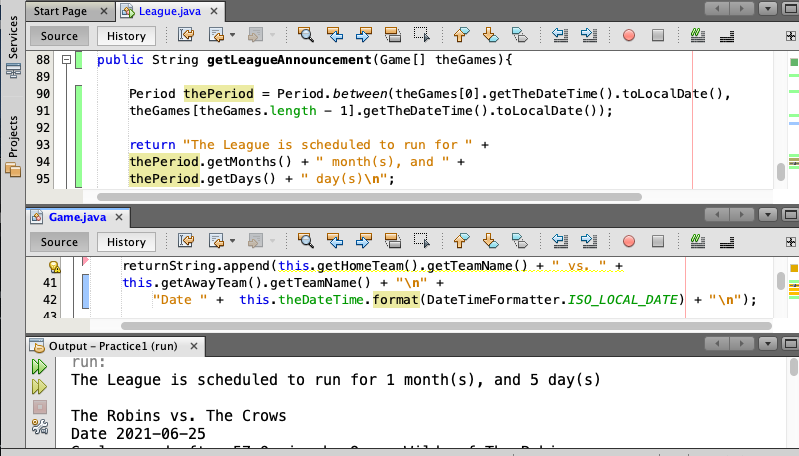 Start Page
League.java
Services
Projects
Source
History
88 public String getLeagueAnnouncement(Game[] theGames){
89
90 Period thePeriod = Period.between(theGames[0].getTheDateTime().toLocalDate(),
91 theGames[theGames.length - 1].getTheDateTime().toLocalDate());
92
93 return "The League is scheduled to run for " +
94 thePeriod.getMonths() + " month(s), and " +
95 thePeriod.getDays() + " day(s)\n";
Game.java
Source
History
returnString.append(this.getHomeTeam().getTeamName() + " vs. " +
41 this.getAwayTeam().getTeamName() + "\n" +
42 "Date " + this.theDateTime.format(DateTimeFormatter.ISO_LOCAL_DATE) + "\n");
43
Output – Practice1 (run)
run:
The League is scheduled to run for 1 month(s), and 5 day(s)
The Robins vs. The Crows
Date 2021-06-25